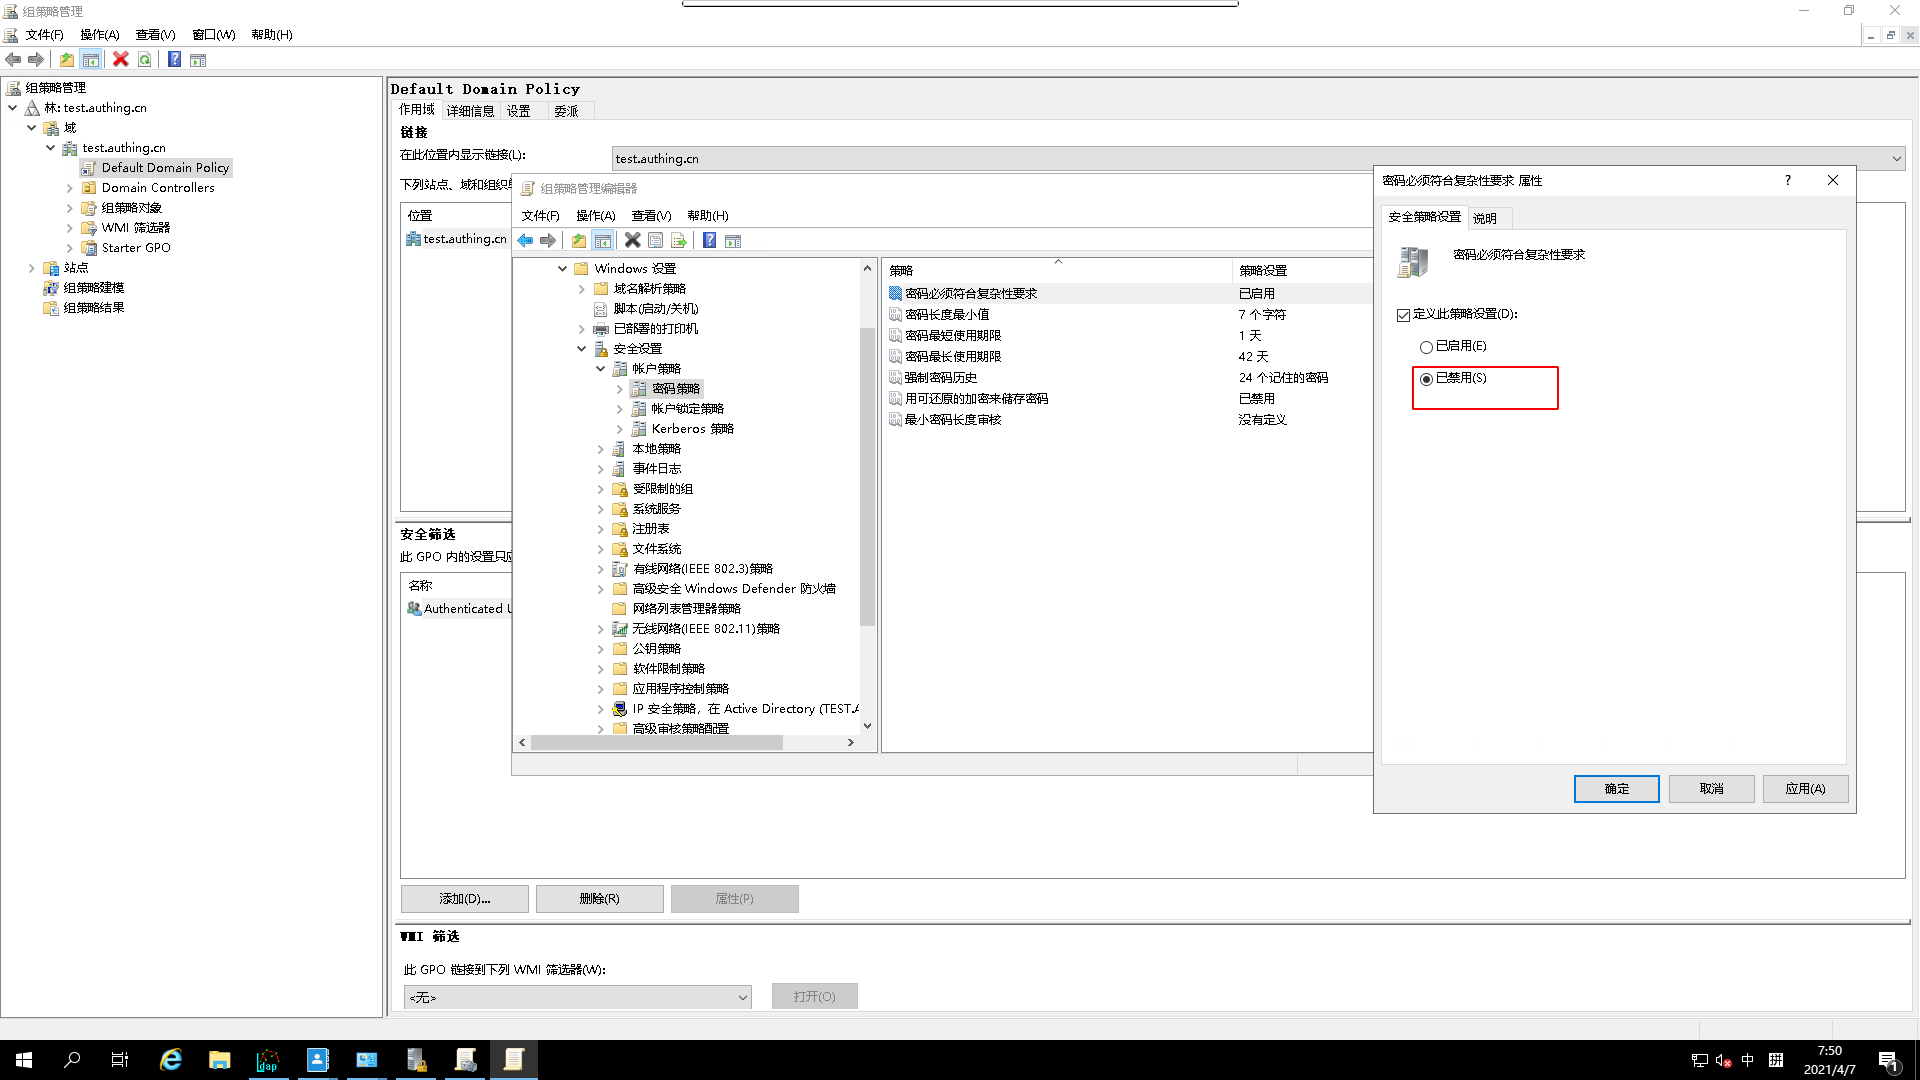 组策略管理
文件(F) 操作(A) 查看(V) 窗口(W) 帮助(H)
组策略管理
林: test.authing.cn
域
test.authing.cn
Default Domain Policy
Domain Controllers
组策略对象
WMI 筛选器
Starter GPO
站点
组策略建模
组策略结果
Default Domain Policy
作用域 详细信息 设置 委派
链接
在此位置内显示链接(L):
test.authing.cn
下列站点、域和组织单
位置
test.authing.cn
安全筛选
此 GPO 内的设置只应
名称
Authenticated U
添加(D)...
删除(R)
属性(P)
WMI 筛选
此 GPO 链接到下列 WMI 筛选器(W):
<无>
打开(O)
组策略管理编辑器
文件(F) 操作(A) 查看(V) 帮助(H)
Windows 设置
域名解析策略
脚本(启动/关机)
已部署的打印机
安全设置
帐户策略
密码策略
帐户锁定策略
Kerberos 策略
本地策略
事件日志
受限制的组
系统服务
注册表
文件系统
有线网络(IEEE 802.3)策略
高级安全 Windows Defender 防火墙
网络列表管理器策略
无线网络(IEEE 802.11)策略
公钥策略
软件限制策略
应用程序控制策略
IP 安全策略，在 Active Directory (TEST.A
高级审核策略配置
策略 策略设置
密码必须符合复杂性要求 已启用
密码长度最小值 7 个字符
密码最短使用期限 1 天
密码最长使用期限 42 天
强制密码历史 24 个记住的密码
用可还原的加密来储存密码 已禁用
最小密码长度审核 没有定义
密码必须符合复杂性要求 属性
?
安全策略设置 说明
密码必须符合复杂性要求
定义此策略设置(D):
已启用(E)
已禁用(S)
确定
取消
应用(A)
ldap
中
拼
7:50
2021/4/7
1